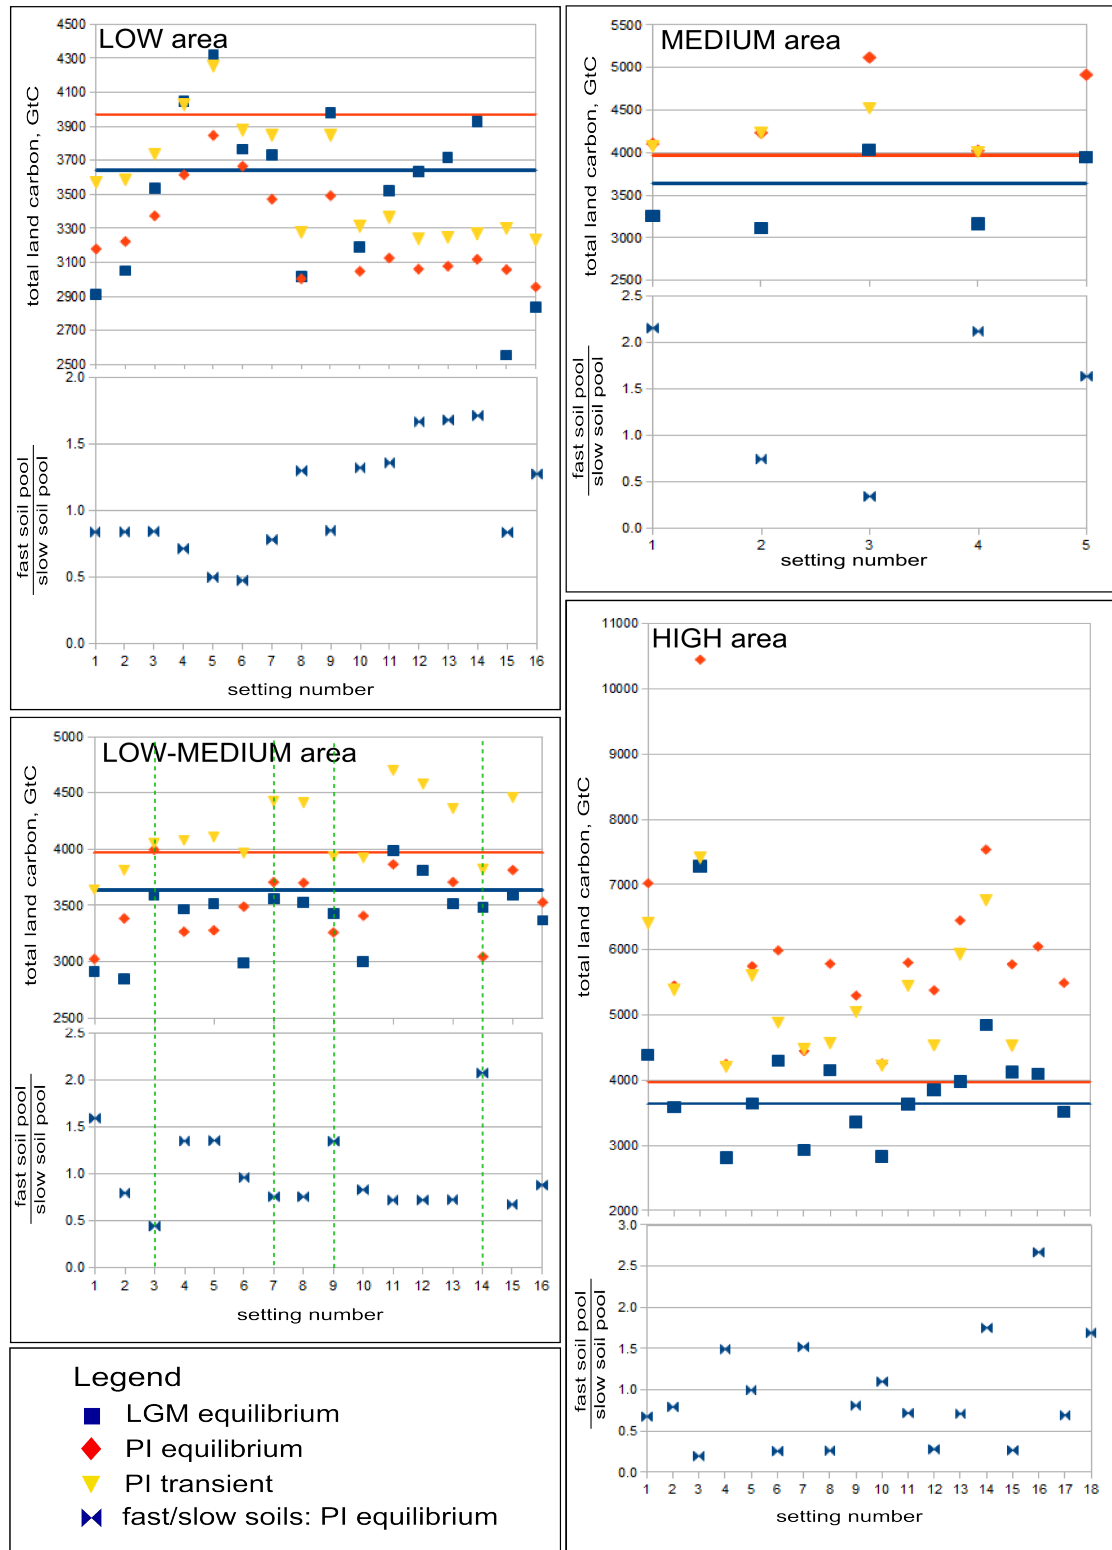 LOW area
total land carbon, GtC
4500
4300
4100
3900
3700
3500
3300
3100
2900
2700
2500
fast soil pool
slow soil pool
2.0
1.5
1.0
0.5
0.0
1 2 3 4 5 6 7 8 9 10 11 12 13 14 15 16
setting number
MEDIUM area
total land carbon, GtC
5500
5000
4500
4000
3500
3000
2500
fast soil pool
slow soil pool
2.5
2.0
1.5
1.0
0.5
0.0
1 2 3 4 5
setting number
LOW-MEDIUM area
total land carbon, GtC
5000
4500
4000
3500
3000
2500
fast soil pool
slow soil pool
2.5
2.0
1.5
1.0
0.5
0.0
1 2 3 4 5 6 7 8 9 10 11 12 13 14 15 16
setting number
HIGH area
total land carbon, GtC
11000
10000
9000
8000
7000
6000
5000
4000
3000
2000
fast soil pool
slow soil pool
3.0
2.5
2.0
1.5
1.0
0.5
0.0
1 2 3 4 5 6 7 8 9 10 11 12 13 14 15 16 17 18
setting number
Legend
LGM equilibrium
PI equilibrium
PI transient
fast/slow soils: PI equilibrium